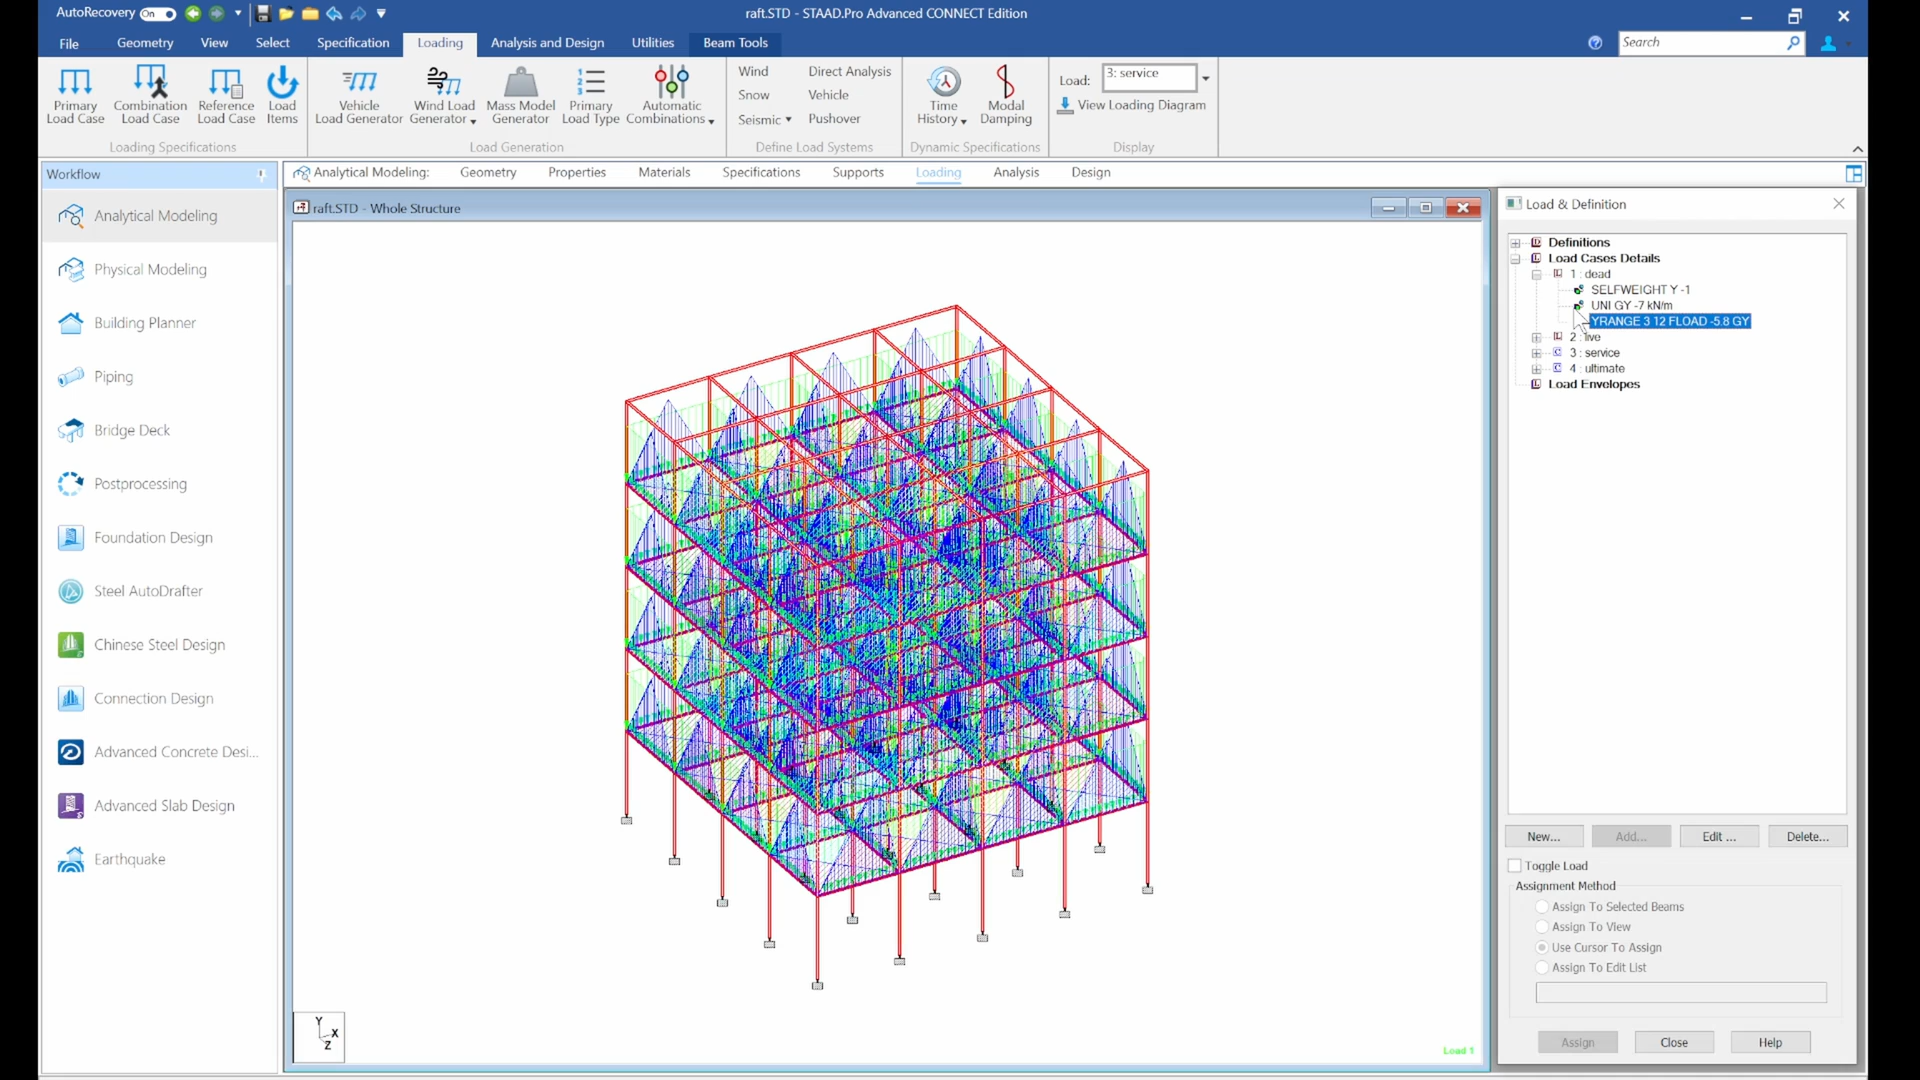 AutoRecovery On
raft.STD - STAAD.Pro Advanced CONNECT Edition
File Geometry View Select Specification Loading Analysis and Design Utilities Beam Tools
Search
Primary Load Case
Combination Load Case
Reference Load Case
Load Items
Loading Specifications
Vehicle Load Generator
Wind Load Generator
Mass Model Generator
Primary Load Type
Automatic Combinations
Load Generation
Wind Direct Analysis
Snow Vehicle
Seismic Pushover
Define Load Systems
Time History
Modal Damping
Dynamic Specifications
Load: 3: service
View Loading Diagram
Display
Workflow
Analytical Modeling
Physical Modeling
Building Planner
Piping
Bridge Deck
Postprocessing
Foundation Design
Steel AutoDrafter
Chinese Steel Design
Connection Design
Advanced Concrete Desi...
Advanced Slab Design
Earthquake
Analytical Modeling: Geometry Properties Materials Specifications Supports Loading Analysis Design
raft.STD - Whole Structure
Y
X
Z
Load 1
Load & Definition
Definitions
Load Cases Details
1 : dead
SELFWEIGHT Y -1
UNI GY -7 kN/m
YRANGE 3 12 FLOAD -5.8 GY
2 : live
3 : service
4 : ultimate
Load Envelopes
New... Add... Edit ... Delete...
Toggle Load
Assignment Method
Assign To Selected Beams
Assign To View
Use Cursor To Assign
Assign To Edit List
Assign Close Help